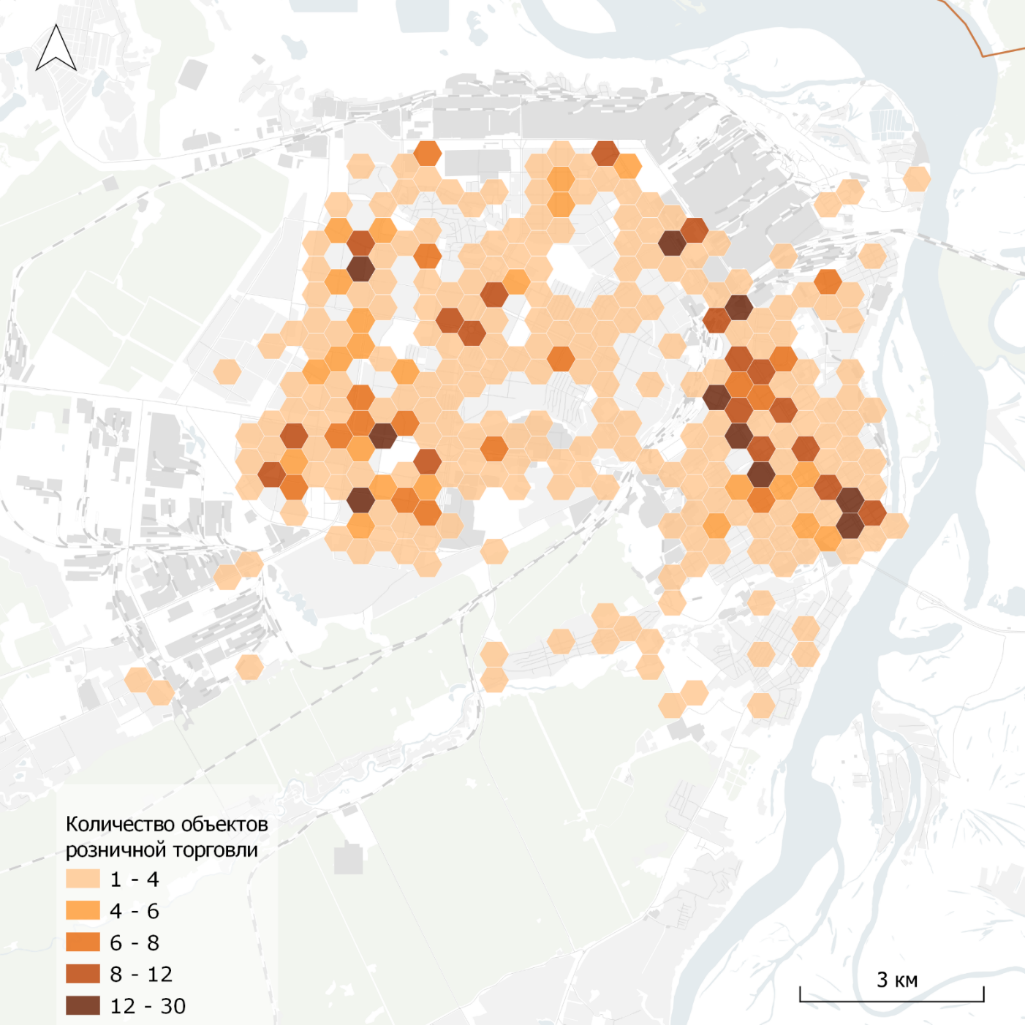 Количество объектов
розничной торговли
1 - 4
4 - 6
6 - 8
8 - 12
12 - 30
3 км